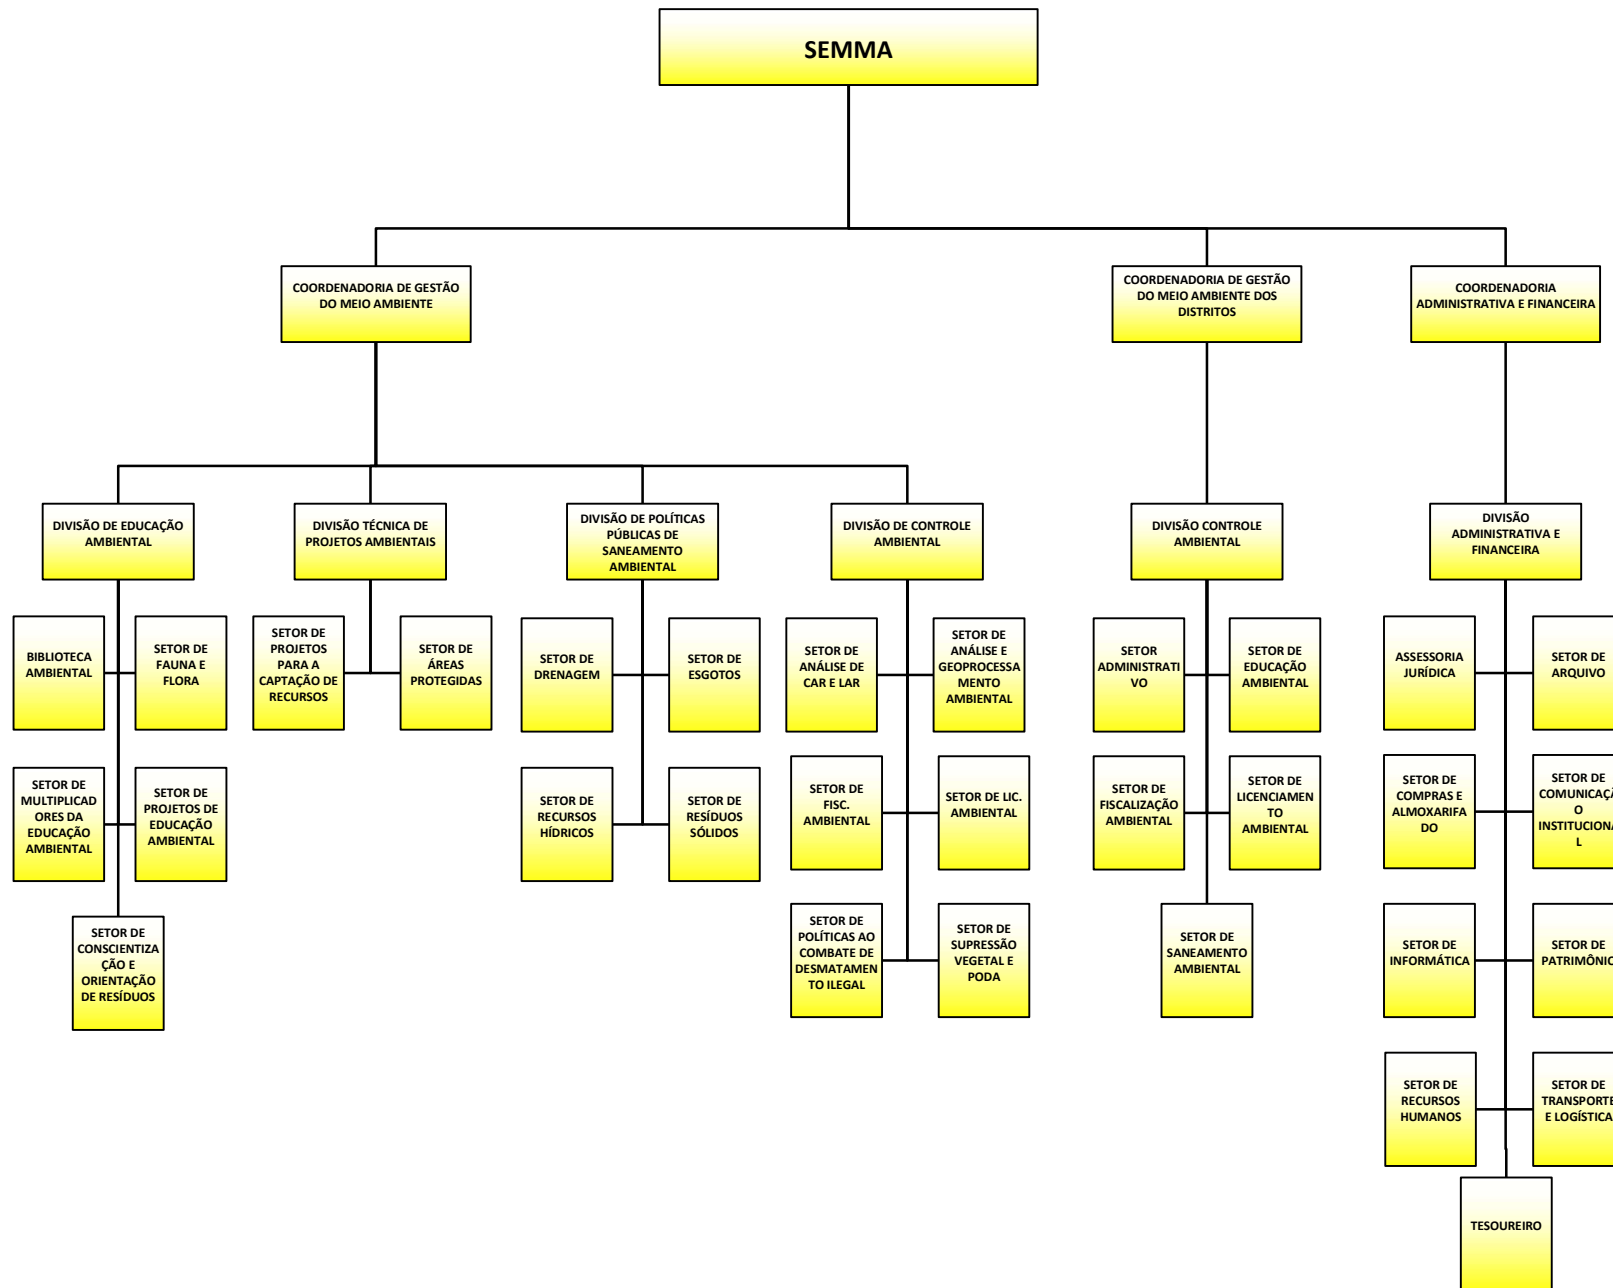 SEMMA
COORDENADORIA DE GESTÃO
DO MEIO AMBIENTE
COORDENADORIA DE GESTÃO
DO MEIO AMBIENTE DOS
DISTRITOS
COORDENADORIA
ADMINISTRATIVA E FINANCEIRA
DIVISÃO DE EDUCAÇÃO
AMBIENTAL
DIVISÃO TÉCNICA DE
PROJETOS AMBIENTAIS
DIVISÃO DE POLÍTICAS
PÚBLICAS DE
SANEAMENTO
AMBIENTAL
DIVISÃO DE CONTROLE
AMBIENTAL
DIVISÃO CONTROLE
AMBIENTAL
DIVISÃO
ADMINISTRATIVA E
FINANCEIRA
BIBLIOTECA
AMBIENTAL
SETOR DE
FAUNA E
FLORA
SETOR DE
PROJETOS
PARA A
CAPTAÇÃO DE
RECURSOS
SETOR DE
ÁREAS
PROTEGIDAS
SETOR DE
DRENAGEM
SETOR DE
ESGOTOS
SETOR DE
ANÁLISE DE
CAR E LAR
SETOR DE
ANÁLISE E
GEOPROCESSA
MENTO
AMBIENTAL
SETOR
ADMINISTRATI
VO
SETOR DE
EDUCAÇÃO
AMBIENTAL
ASSESSORIA
JURÍDICA
SETOR DE
ARQUIVO
SETOR DE
MULTIPLICAD
ORES DA
EDUCAÇÃO
AMBIENTAL
SETOR DE
PROJETOS DE
EDUCAÇÃO
AMBIENTAL
SETOR DE
RECURSOS
HÍDRICOS
SETOR DE
RESÍDUOS
SÓLIDOS
SETOR DE
FISC.
AMBIENTAL
SETOR DE LIC.
AMBIENTAL
SETOR DE
FISCALIZAÇÃO
AMBIENTAL
SETOR DE
LICENCIAMEN
TO
AMBIENTAL
SETOR DE
COMPRAS E
ALMOXARIFA
DO
SETOR DE
COMUNICAÇÃ
O
INSTITUCIONA
L
SETOR DE
CONSCIENTIZA
ÇÃO E
ORIENTAÇÃO
DE RESÍDUOS
SETOR DE
POLÍTICAS AO
COMBATE DE
DESMATAMEN
TO ILEGAL
SETOR DE
SUPRESSÃO
VEGETAL E
PODA
SETOR DE
SANEAMENTO
AMBIENTAL
SETOR DE
INFORMÁTICA
SETOR DE
PATRIMÔNIO
SETOR DE
RECURSOS
HUMANOS
SETOR DE
TRANSPORTE
E LOGÍSTICA
TESOUREIRO